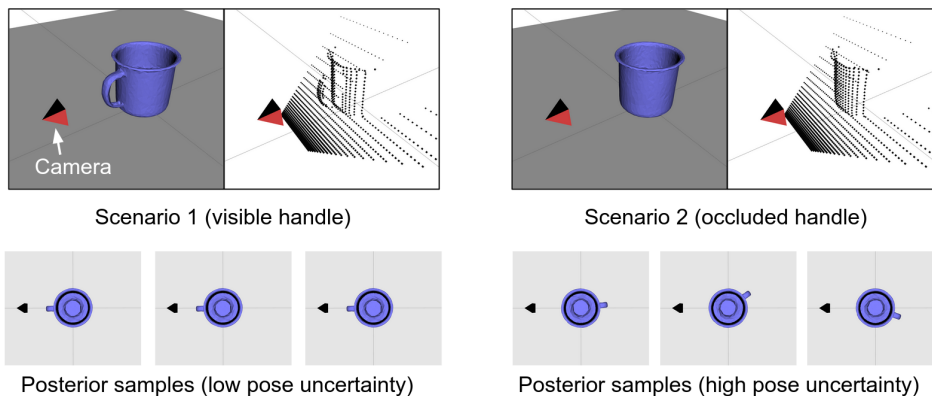 Camera
Scenario 1 (visible handle)
Scenario 2 (occluded handle)
Posterior samples (low pose uncertainty)
Posterior samples (high pose uncertainty)